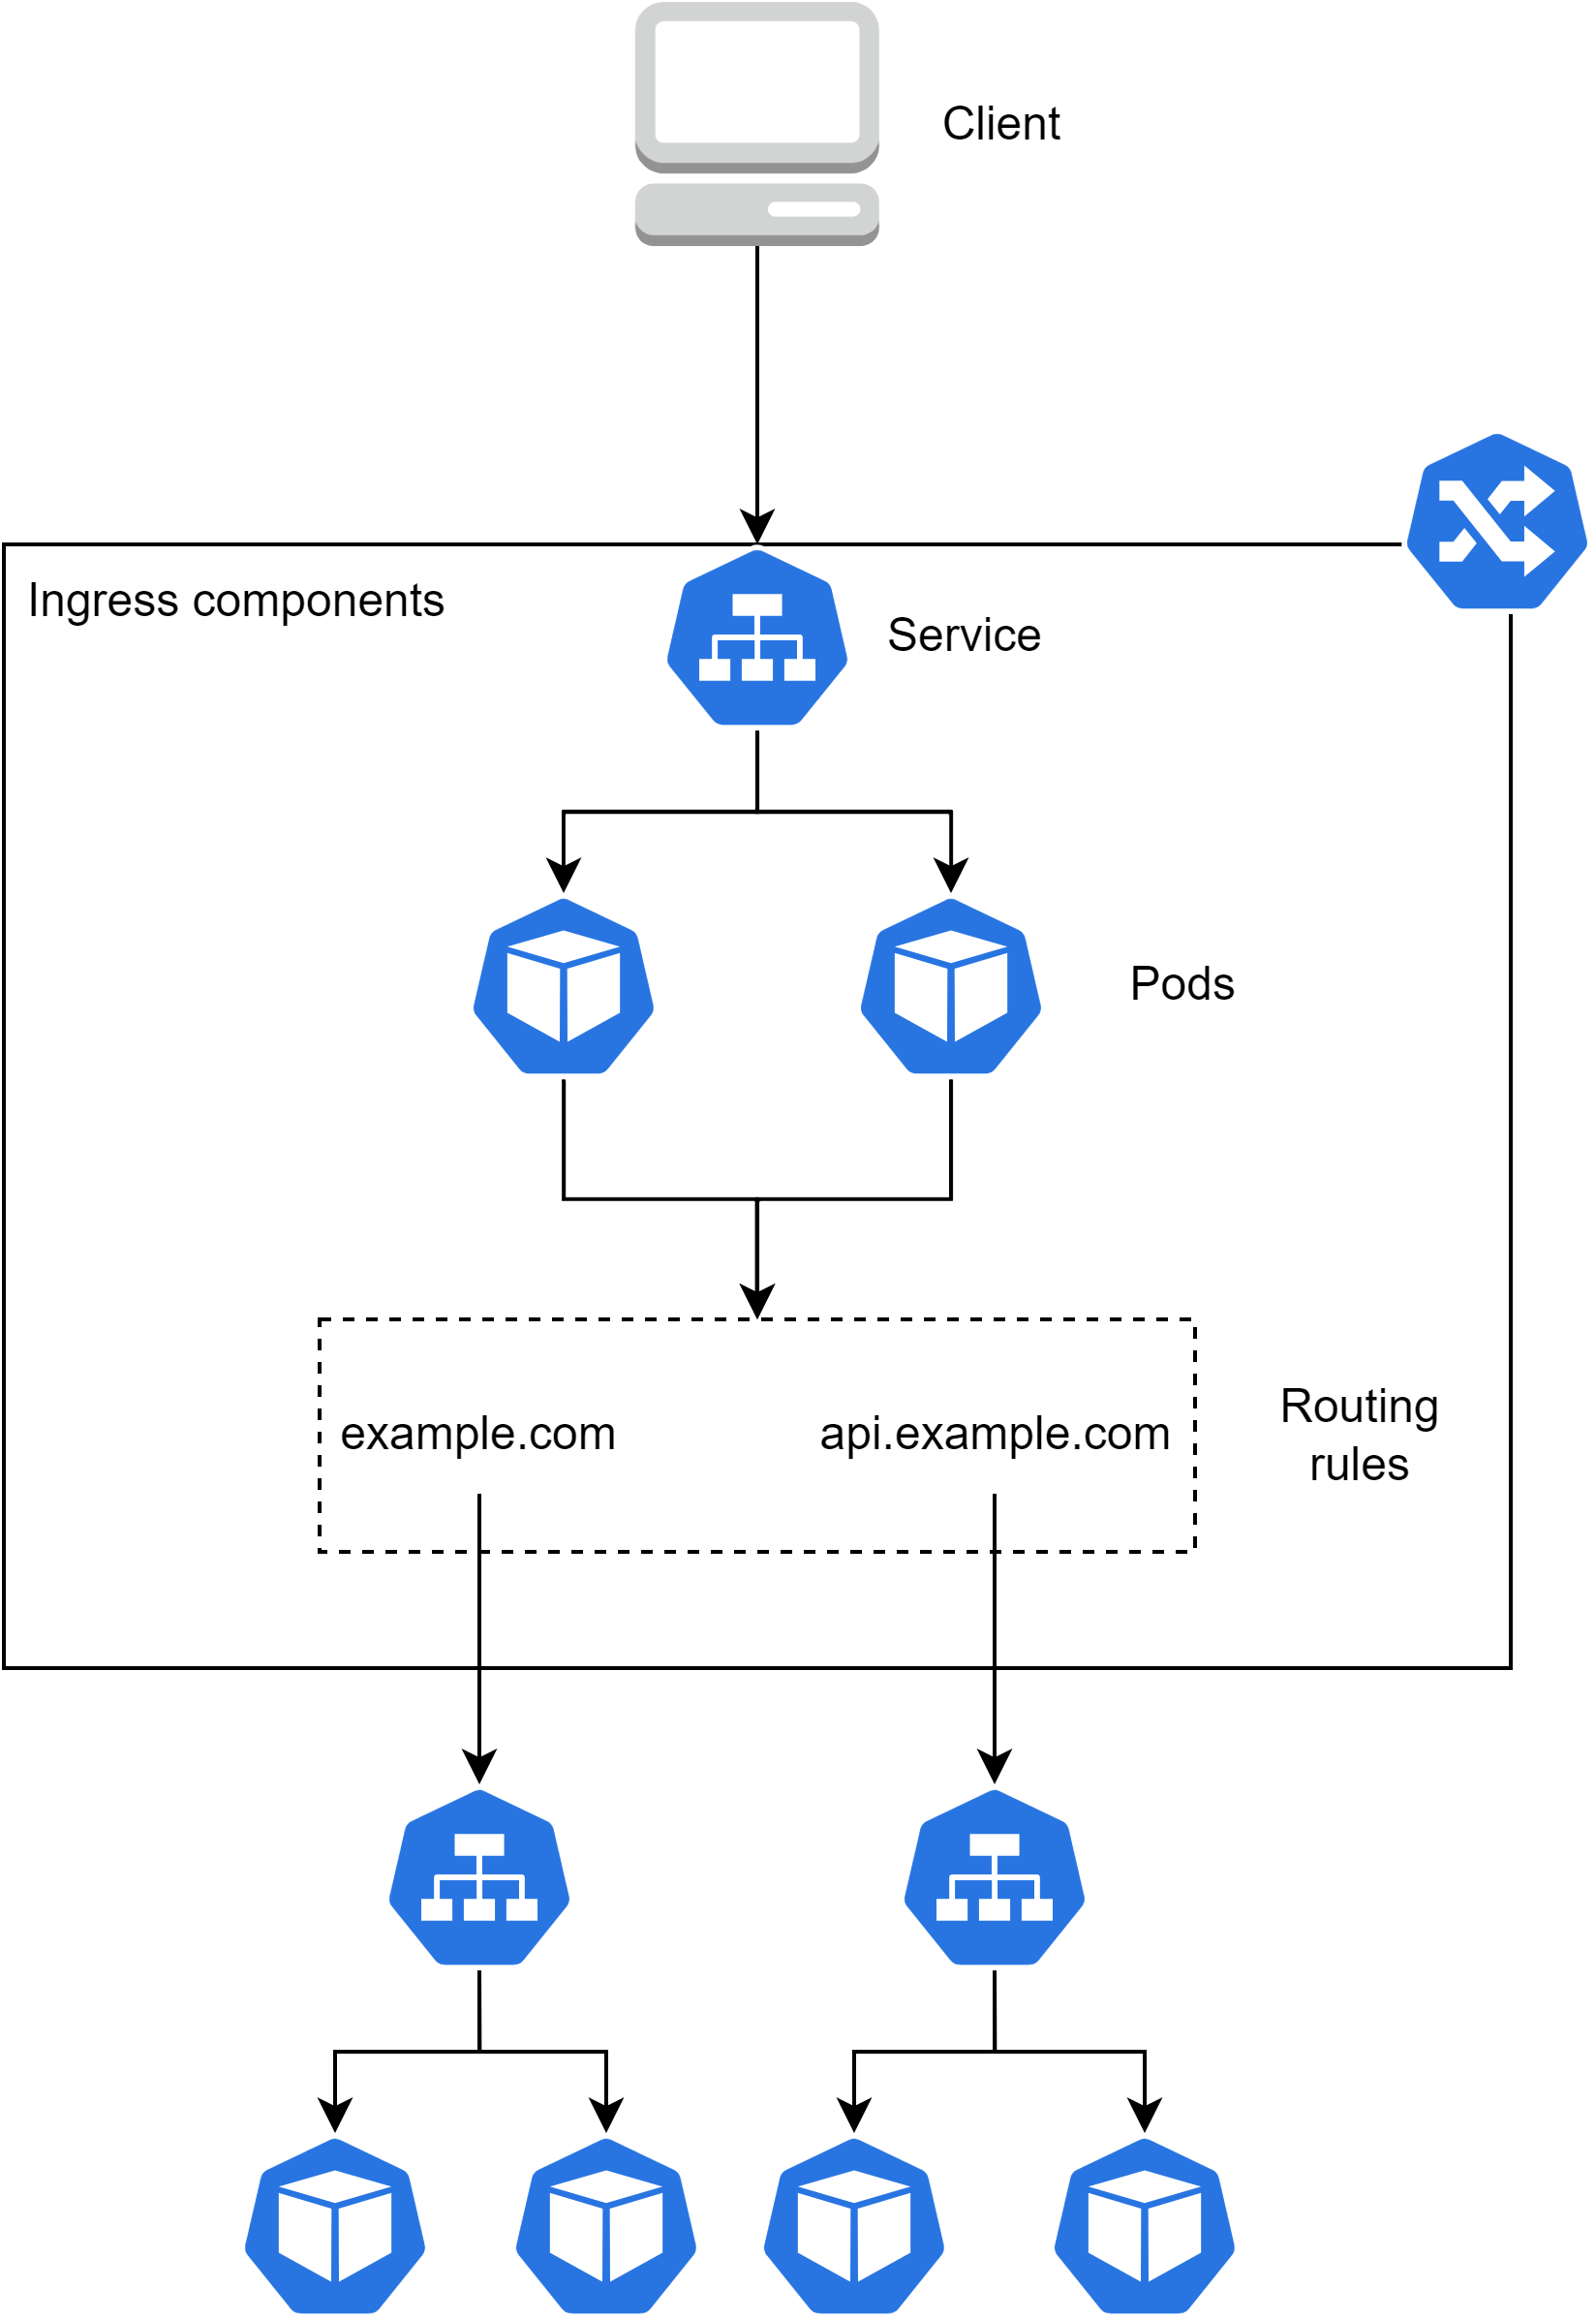 Client
Ingress components
Service
Pods
example.com
api.example.com
Routing
rules